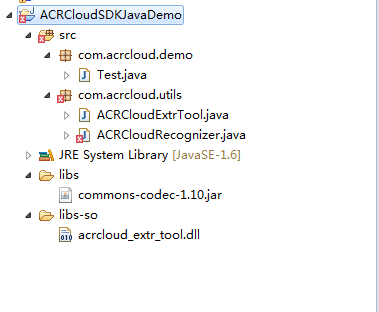 ACRCloudSDKJavaDemo
src
com.acrcloud.demo
Test.java
com.acrcloud.utils
ACRCloudExtrTool.java
ACRCloudRecognizer.java
JRE System Library [JavaSE-1.6]
libs
commons-codec-1.10.jar
libs-so
acrcloud_extr_tool.dll